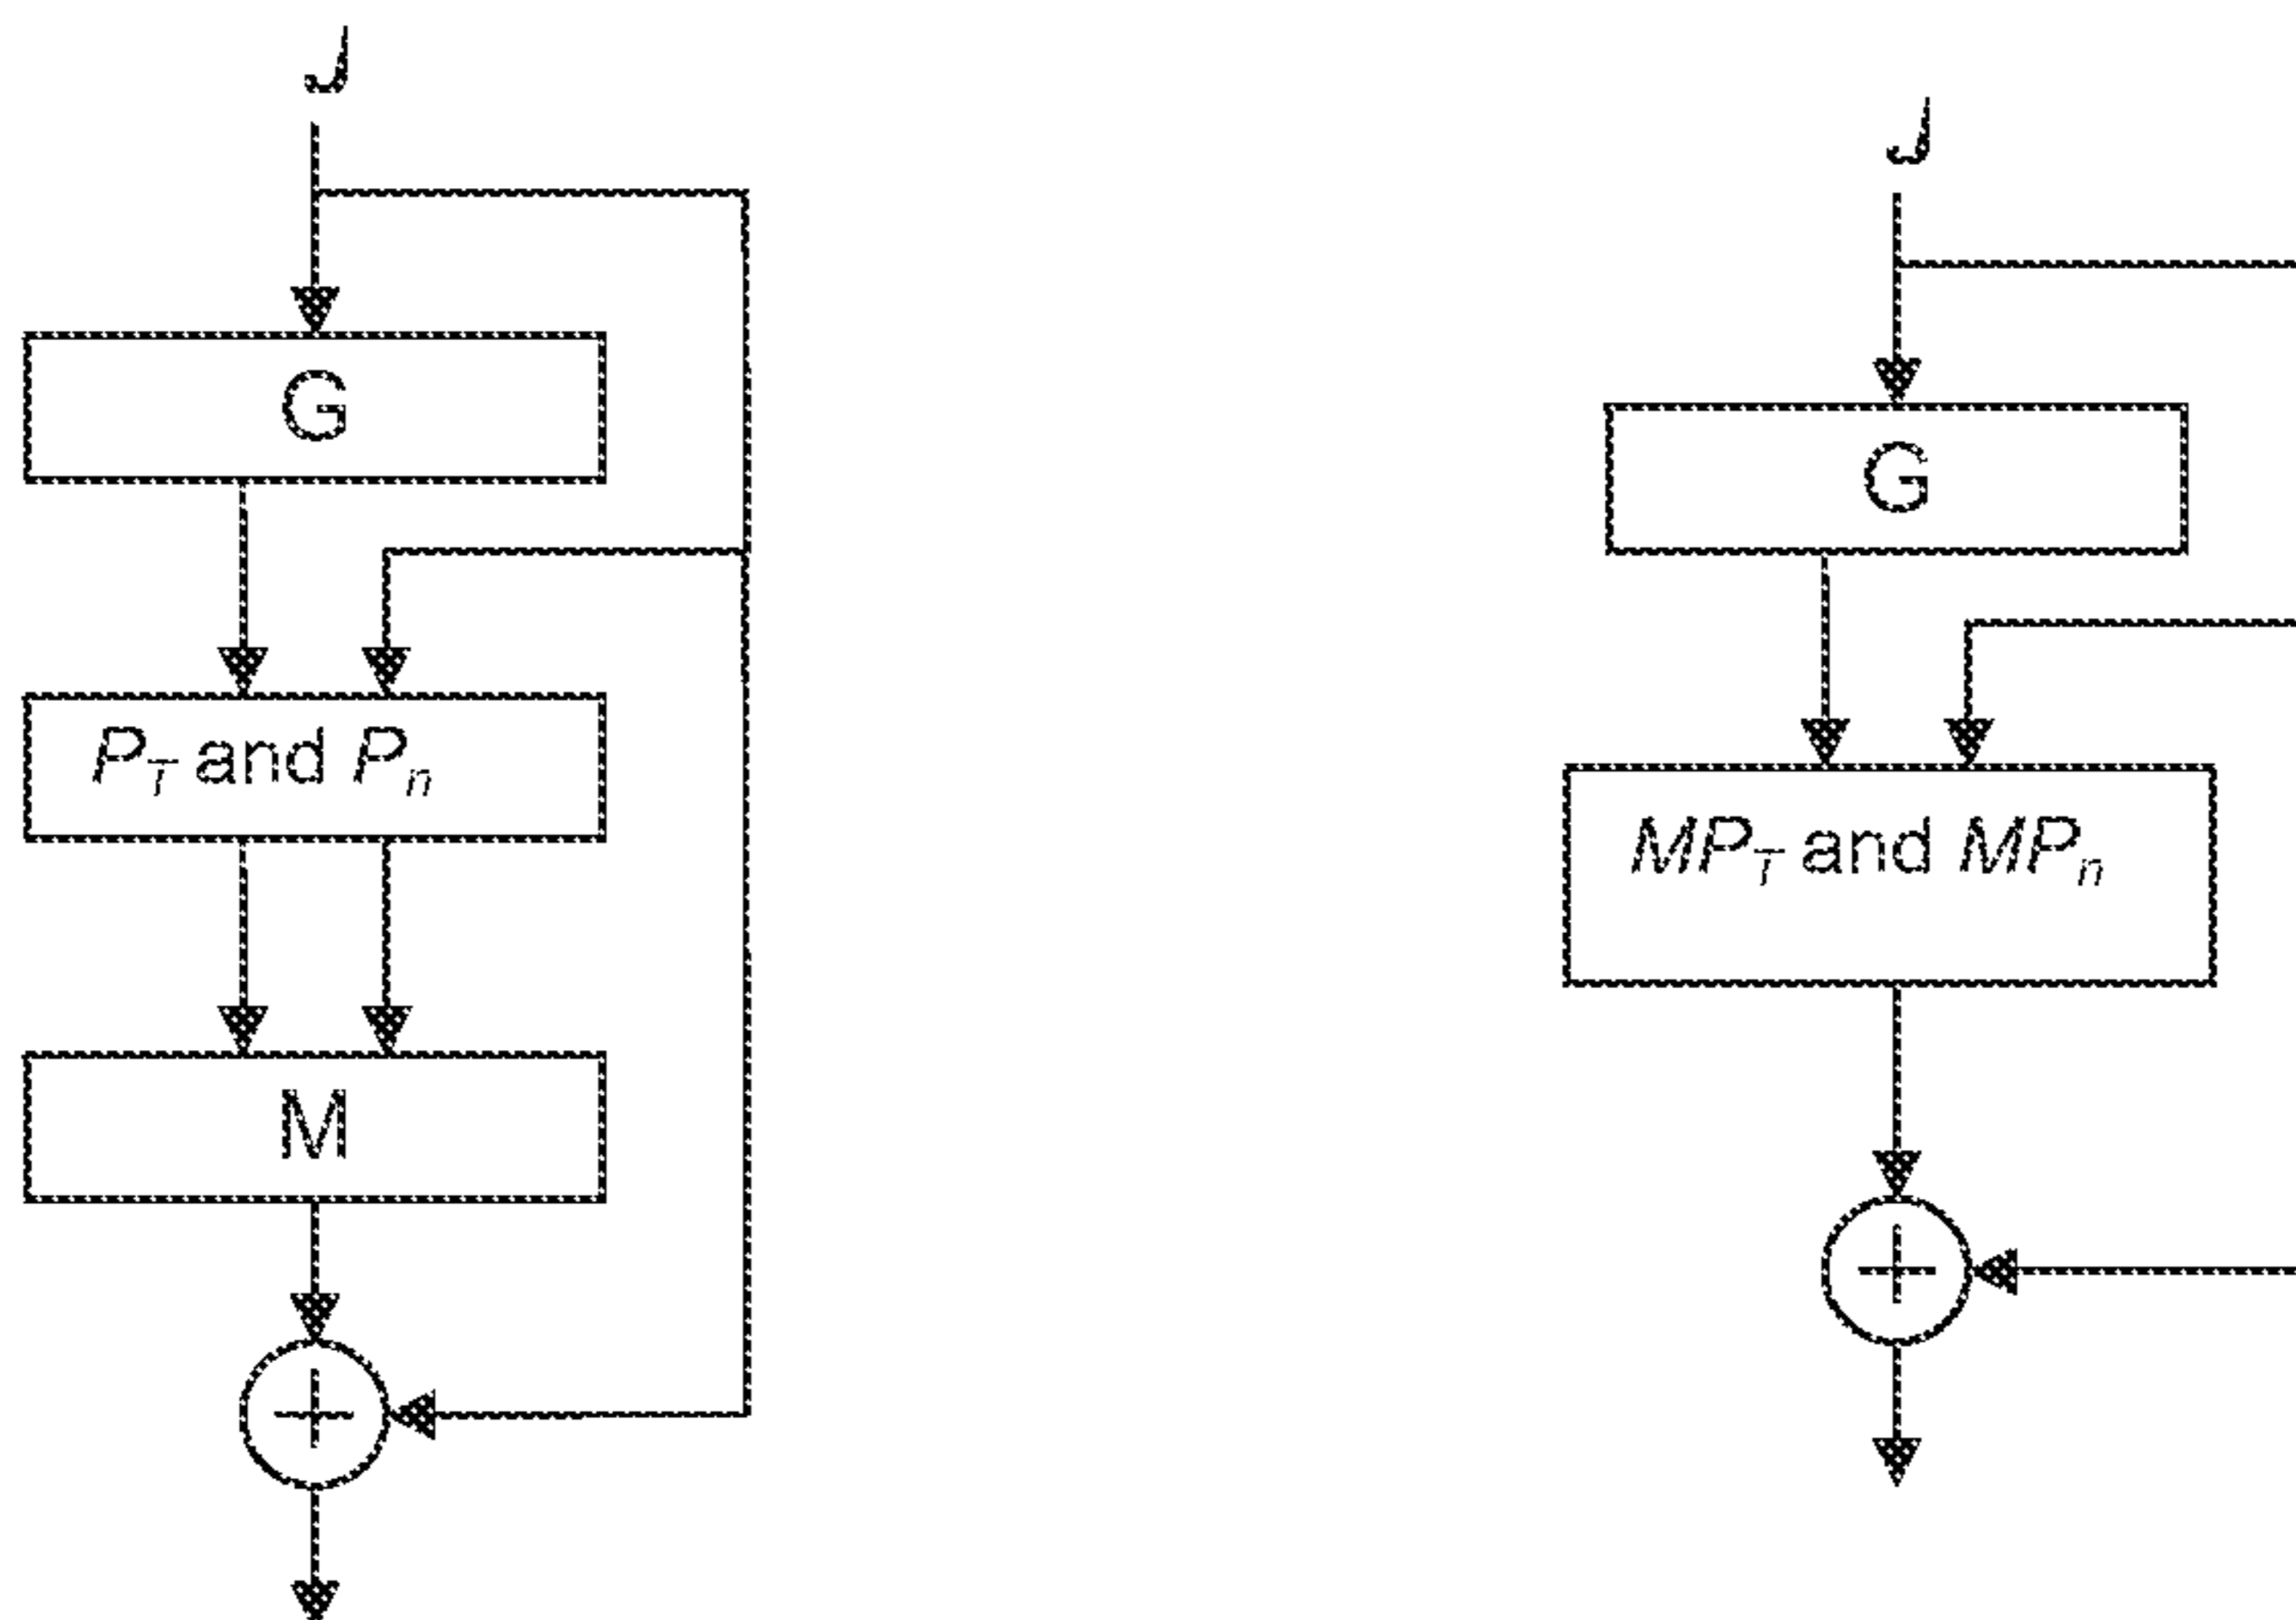 J
G
P_T and P_n
M
+
J
G
MP_T and MP_n
+